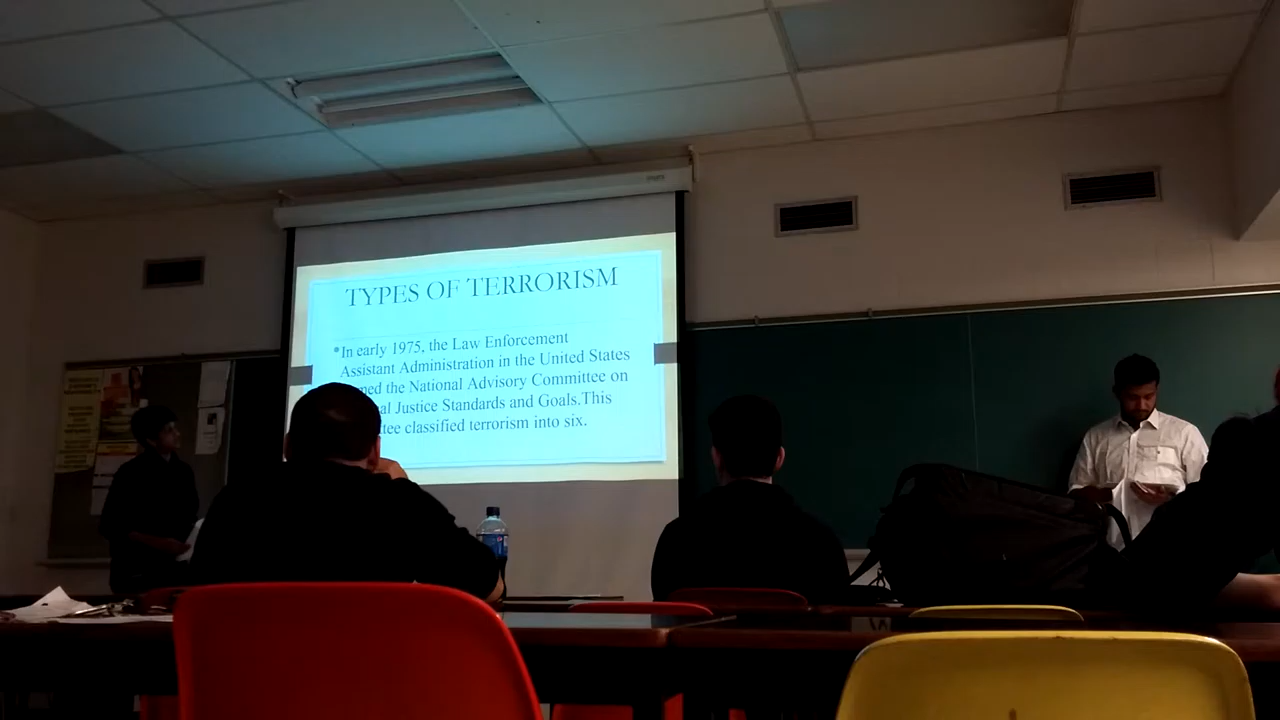 TYPES OF TERRORISM
•In early 1975, the Law Enforcement
Assistant Administration in the United States
the National Advisory Committee on
Justice Standards and Goals.This
classified terrorism into six.